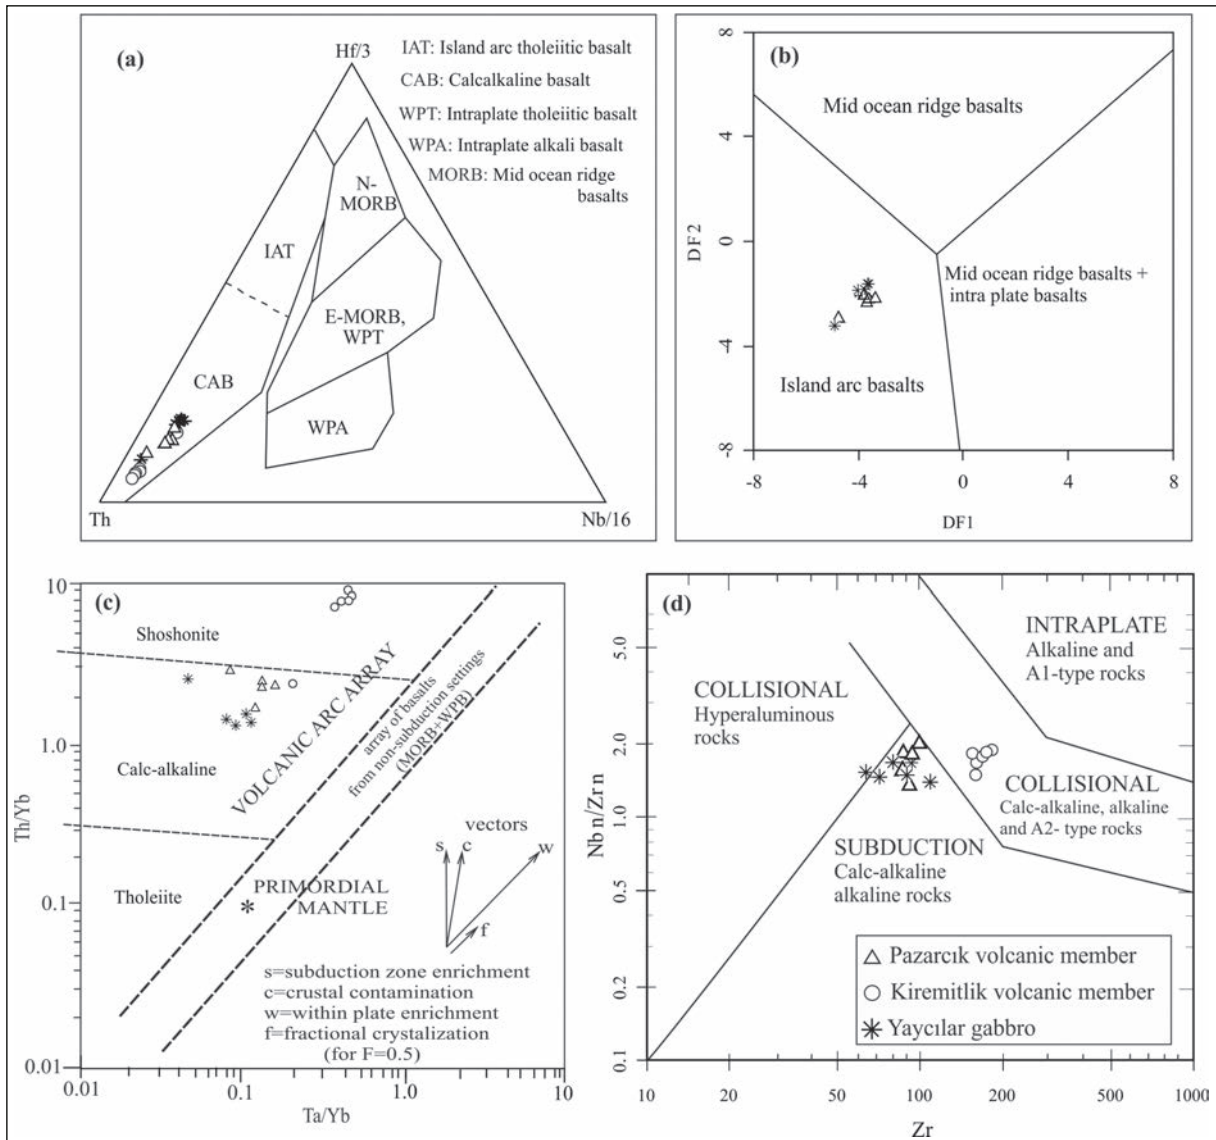 (a)
Hf/3
IAT: Island arc tholeiitic basalt
CAB: Calcalkaline basalt
WPT: Intraplate tholeiitic basalt
WPA: Intraplate alkali basalt
MORB: Mid ocean ridge
basalts
N-
MORB
IAT
E-MORB,
WPT
CAB
WPA
Th
Nb/16
(b)
8
4
0
-4
-8
DF2
Mid ocean ridge basalts
Mid ocean ridge basalts +
intra plate basalts
Island arc basalts
-8
-4
0
4
8
DF1
(c)
10
1.0
0.1
0.01
Th/Yb
Shoshonite
Calc-alkaline
Tholeiite
VOLCANIC ARC ARRAY
array of basalts
from non-subduction settings
(MORB+WPB)
PRIMORDIAL
MANTLE
vectors
s
c
w
f
s=subduction zone enrichment
c=crustal contamination
w=within plate enrichment
f=fractional crystalization
(for F=0.5)
0.01
0.1
1.0
10
Ta/Yb
(d)
5.0
2.0
1.0
0.5
0.2
0.1
Nb n/Zr n
COLLISIONAL
Hyperaluminous
rocks
INTRAPLATE
Alkaline and
A1-type rocks
COLLISIONAL
Calc-alkaline, alkaline
and A2- type rocks
SUBDUCTION
Calc-alkaline
alkaline rocks
Pazarcık volcanic member
Kiremitlik volcanic member
Yaycılar gabbro
10
20
50
100
200
500
1000
Zr